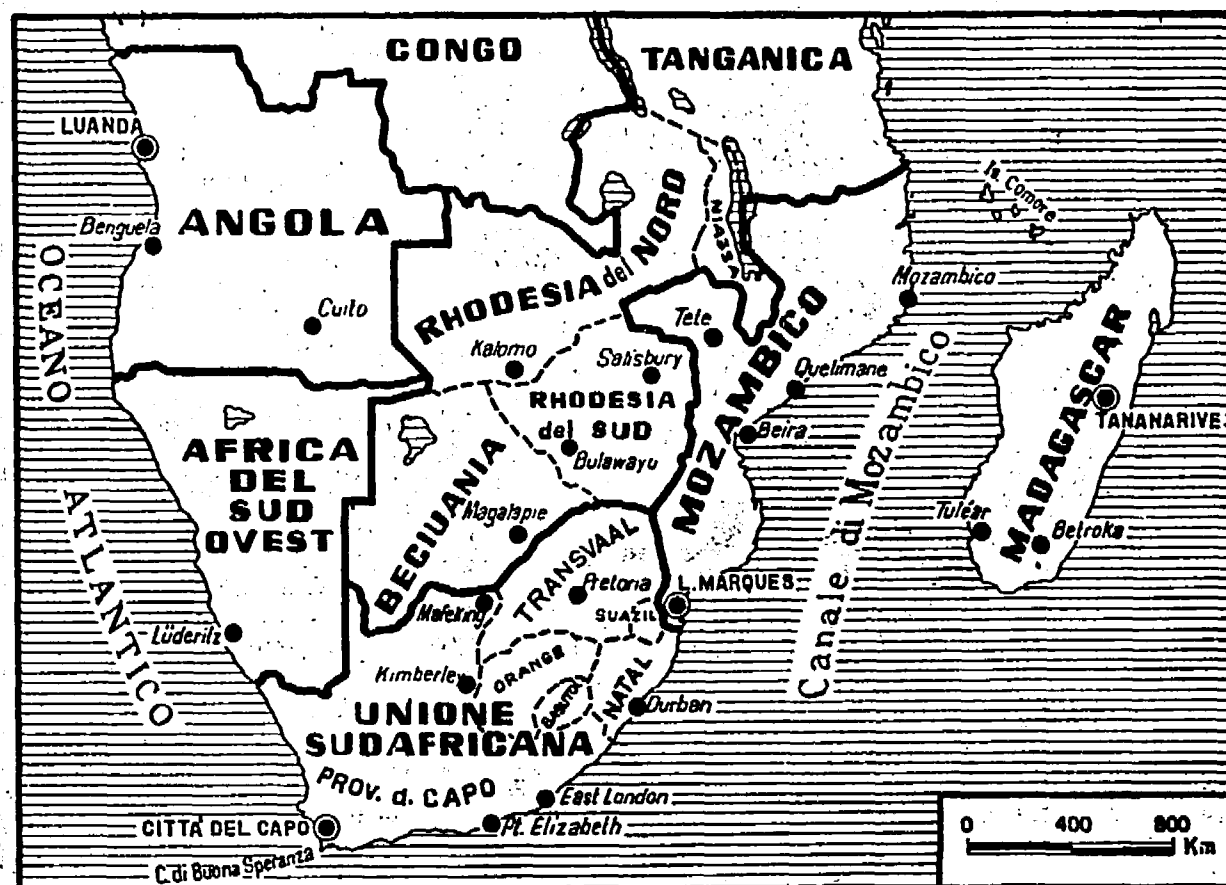 CONGO
TANGANICA
LUANDA
Is. Comore
Benguela
ANGOLA
NIASSA
RHODESIA del NORD
Mozambico
OCEANO
Cuito
Tete
Kalomo
Salisbury
Quelimane
RHODESIA
del SUD
Beira
Bulawayu
MOZAMBICO
Canale di Mozambico
MADAGASCAR
TANANARIVE
AFRICA
DEL
SUD
OVEST
BECIUANIA
Magalapie
Tuléar
Betroka
ATLANTICO
TRANSVAAL
Pretoria
L. MARQUES
Mafeking
SUAZIL
Lüderitz
Kimberley
ORANGE
BASUTOL
NATAL
Durban
UNIONE
SUDAFRICANA
PROV. d. CAPO
East London
CITTÀ DEL CAPO
Pt. Elizabeth
C. di Buona Speranza
0 400 800
Km